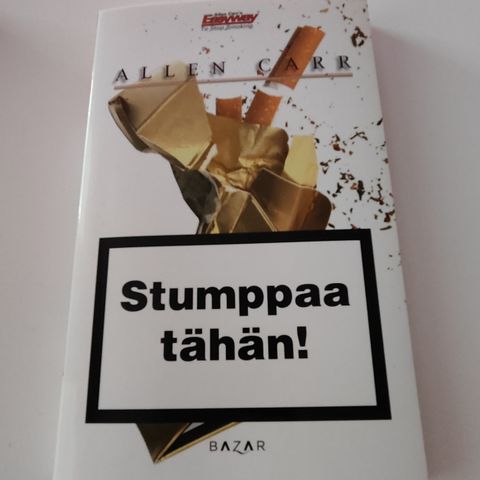 Allen Carr's
EASYWAY
To Stop Smoking
ALLEN CARR
Stumppaa
tähän!
BAZAR